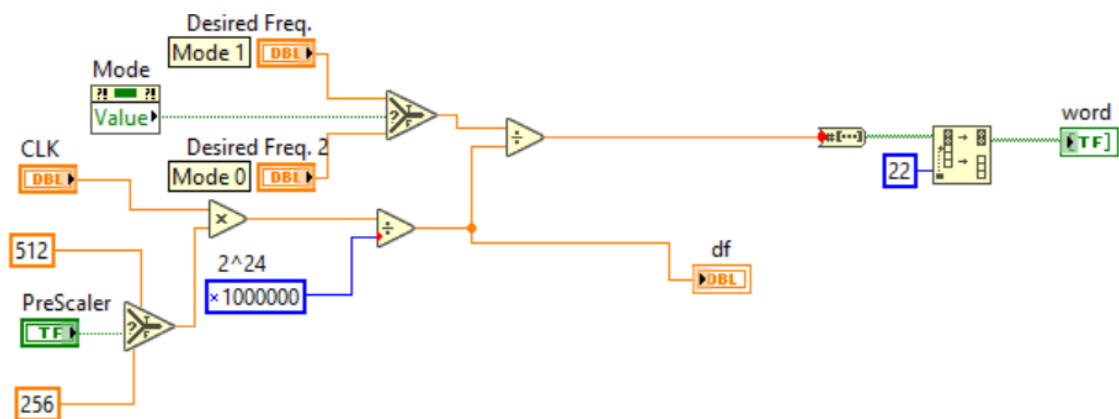 Desired Freq.
Mode 1
DBL
Mode
?! ?!
Value
? T F
÷
word
#[...]
TF]
CLK
Desired Freq. 2
Mode 0
DBL
22
DBL
×
÷
512
2^24
df
× 1000000
DBL
PreScaler
TF
? T F
256